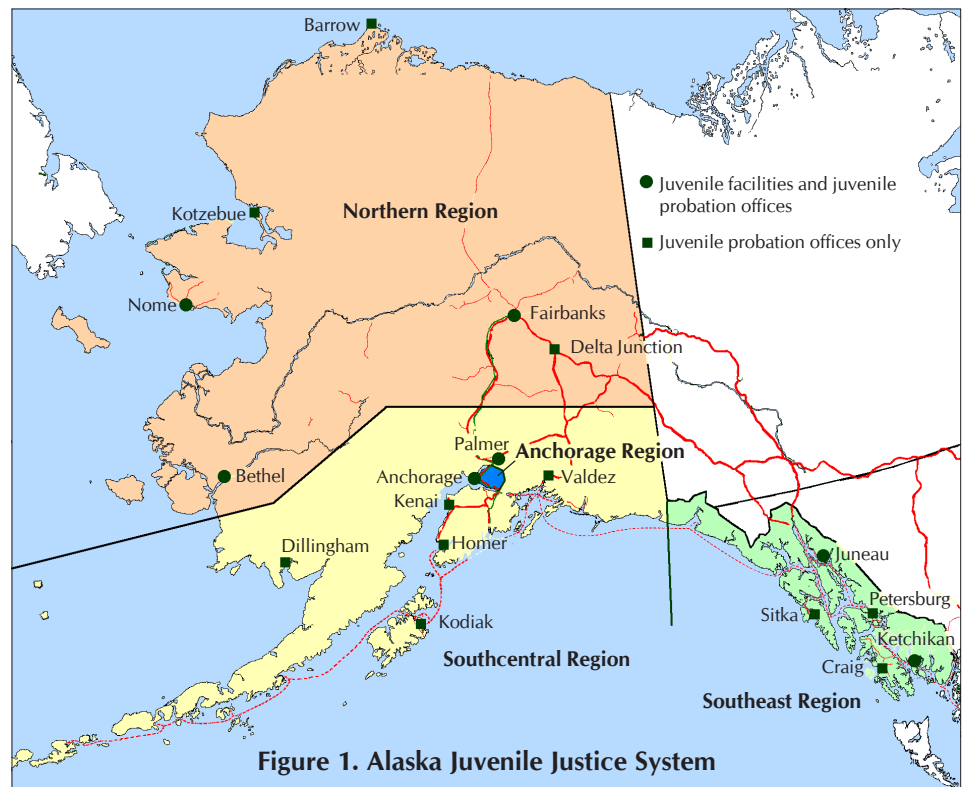 Barrow
Juvenile facilities and juvenile
probation offices
Kotzebue
Northern Region
Juvenile probation offices only
Nome
Fairbanks
Delta Junction
Palmer
Anchorage Region
Bethel
Anchorage
Valdez
Kenai
Homer
Dillingham
Juneau
Petersburg
Sitka
Kodiak
Ketchikan
Southcentral Region
Craig
Southeast Region
Figure 1. Alaska Juvenile Justice System